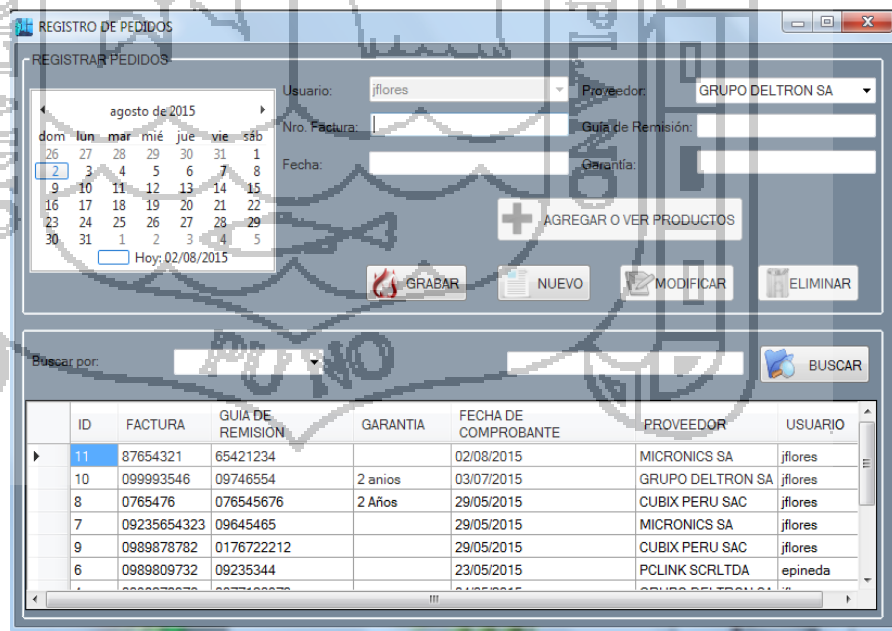 REGISTRO DE PEDIDOS
REGISTRAR PEDIDOS
agosto de 2015
dom lun mar mié jue vie sáb
26 27 28 29 30 31 1
2 3 4 5 6 7 8
9 10 11 12 13 14 15
16 17 18 19 20 21 22
23 24 25 26 27 28 29
30 31 1 2 3 4 5
Hoy: 02/08/2015
Usuario: jflores Proveedor: GRUPO DELTRON SA
Nro. Factura: Guía de Remisión:
Fecha: Garantía:
AGREGAR O VER PRODUCTOS
GRABAR NUEVO MODIFICAR ELIMINAR
Buscar por: BUSCAR
PUNO
ID FACTURA GUIA DE REMISION GARANTIA FECHA DE COMPROBANTE PROVEEDOR USUARIO
11 87654321 65421234 02/08/2015 MICRONICS SA jflores
10 099993546 09746554 2 anios 03/07/2015 GRUPO DELTRON SA jflores
8 0765476 076545676 2 Años 29/05/2015 CUBIX PERU SAC jflores
7 09235654323 09645465 29/05/2015 MICRONICS SA jflores
9 0989878782 0176722212 29/05/2015 CUBIX PERU SAC jflores
6 0989809732 09235344 23/05/2015 PCLINK SCRLTDA epineda